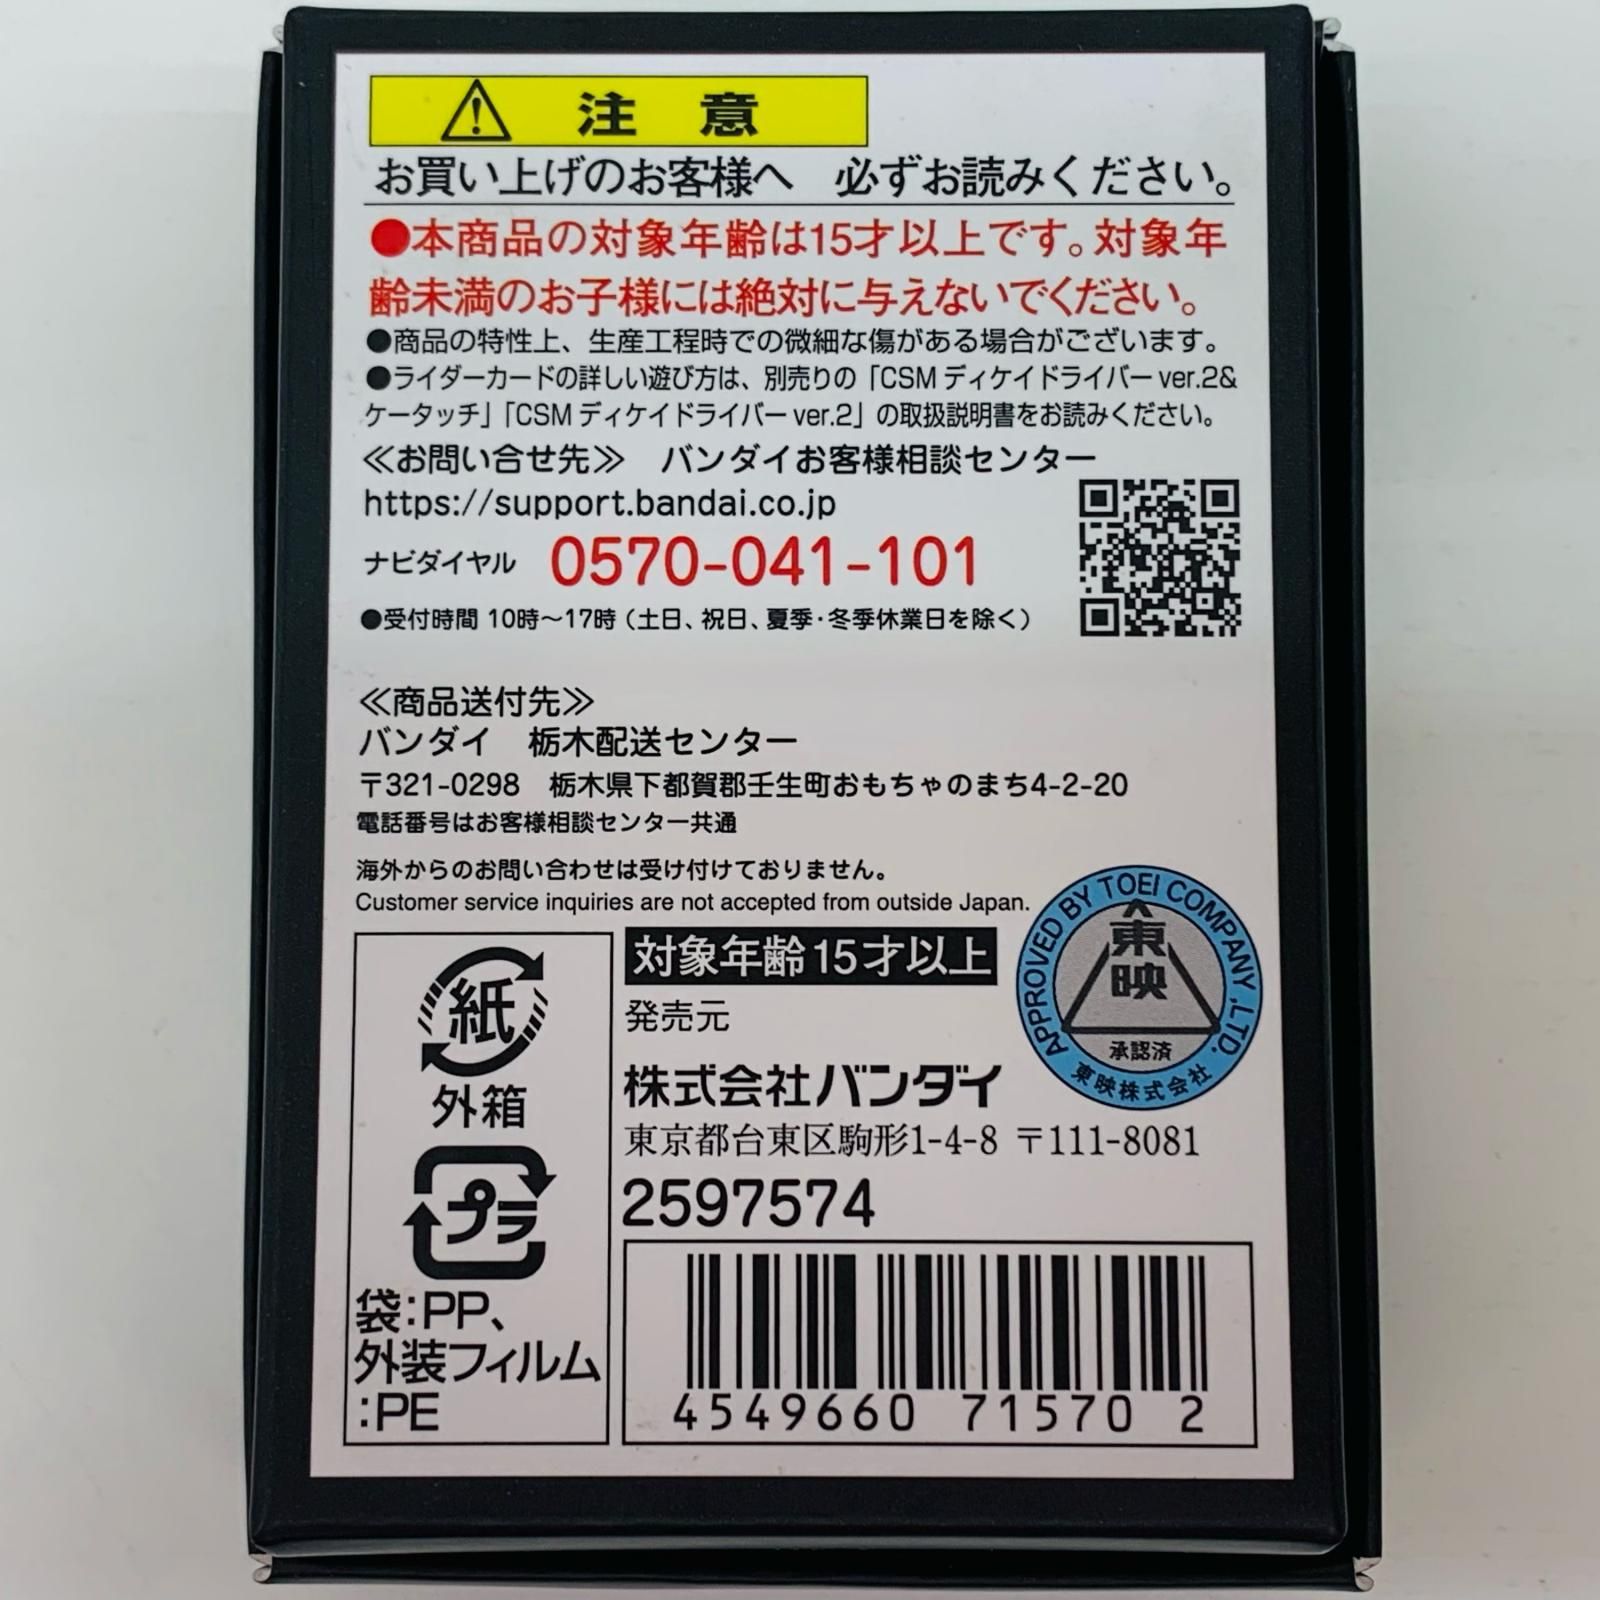 注 意
お買い上げのお客様へ 必ずお読みください。
●本商品の対象年齢は15才以上です。対象年
齢未満のお子様には絶対に与えないでください。
●商品の特性上、生産工程時での微細な傷がある場合がございます。
●ライダーカードの詳しい遊び方は、別売りの「CSM ディケイドライバー ver.2&
ケータッチ」「CSM ディケイドライバー ver.2」の取扱説明書をお読みください。
≪お問い合せ先≫ バンダイお客様相談センター
https://support.bandai.co.jp
ナビダイヤル 0570-041-101
●受付時間 10時〜17時(土日、祝日、夏季・冬季休業日を除く)
≪商品送付先≫
バンダイ 栃木配送センター
〒321-0298 栃木県下都賀郡壬生町おもちゃのまち4-2-20
電話番号はお客様相談センター共通
海外からのお問い合わせは受け付けておりません。
Customer service inquiries are not accepted from outside Japan.
APPROVED BY TOEI COMPANY, LTD.
東映
承認済
東映株式会社
紙
外箱
プラ
袋:PP、
外装フィルム
:PE
対象年齢15才以上
発売元
株式会社バンダイ
東京都台東区駒形1-4-8 〒111-8081
2597574
4549660 71570 2